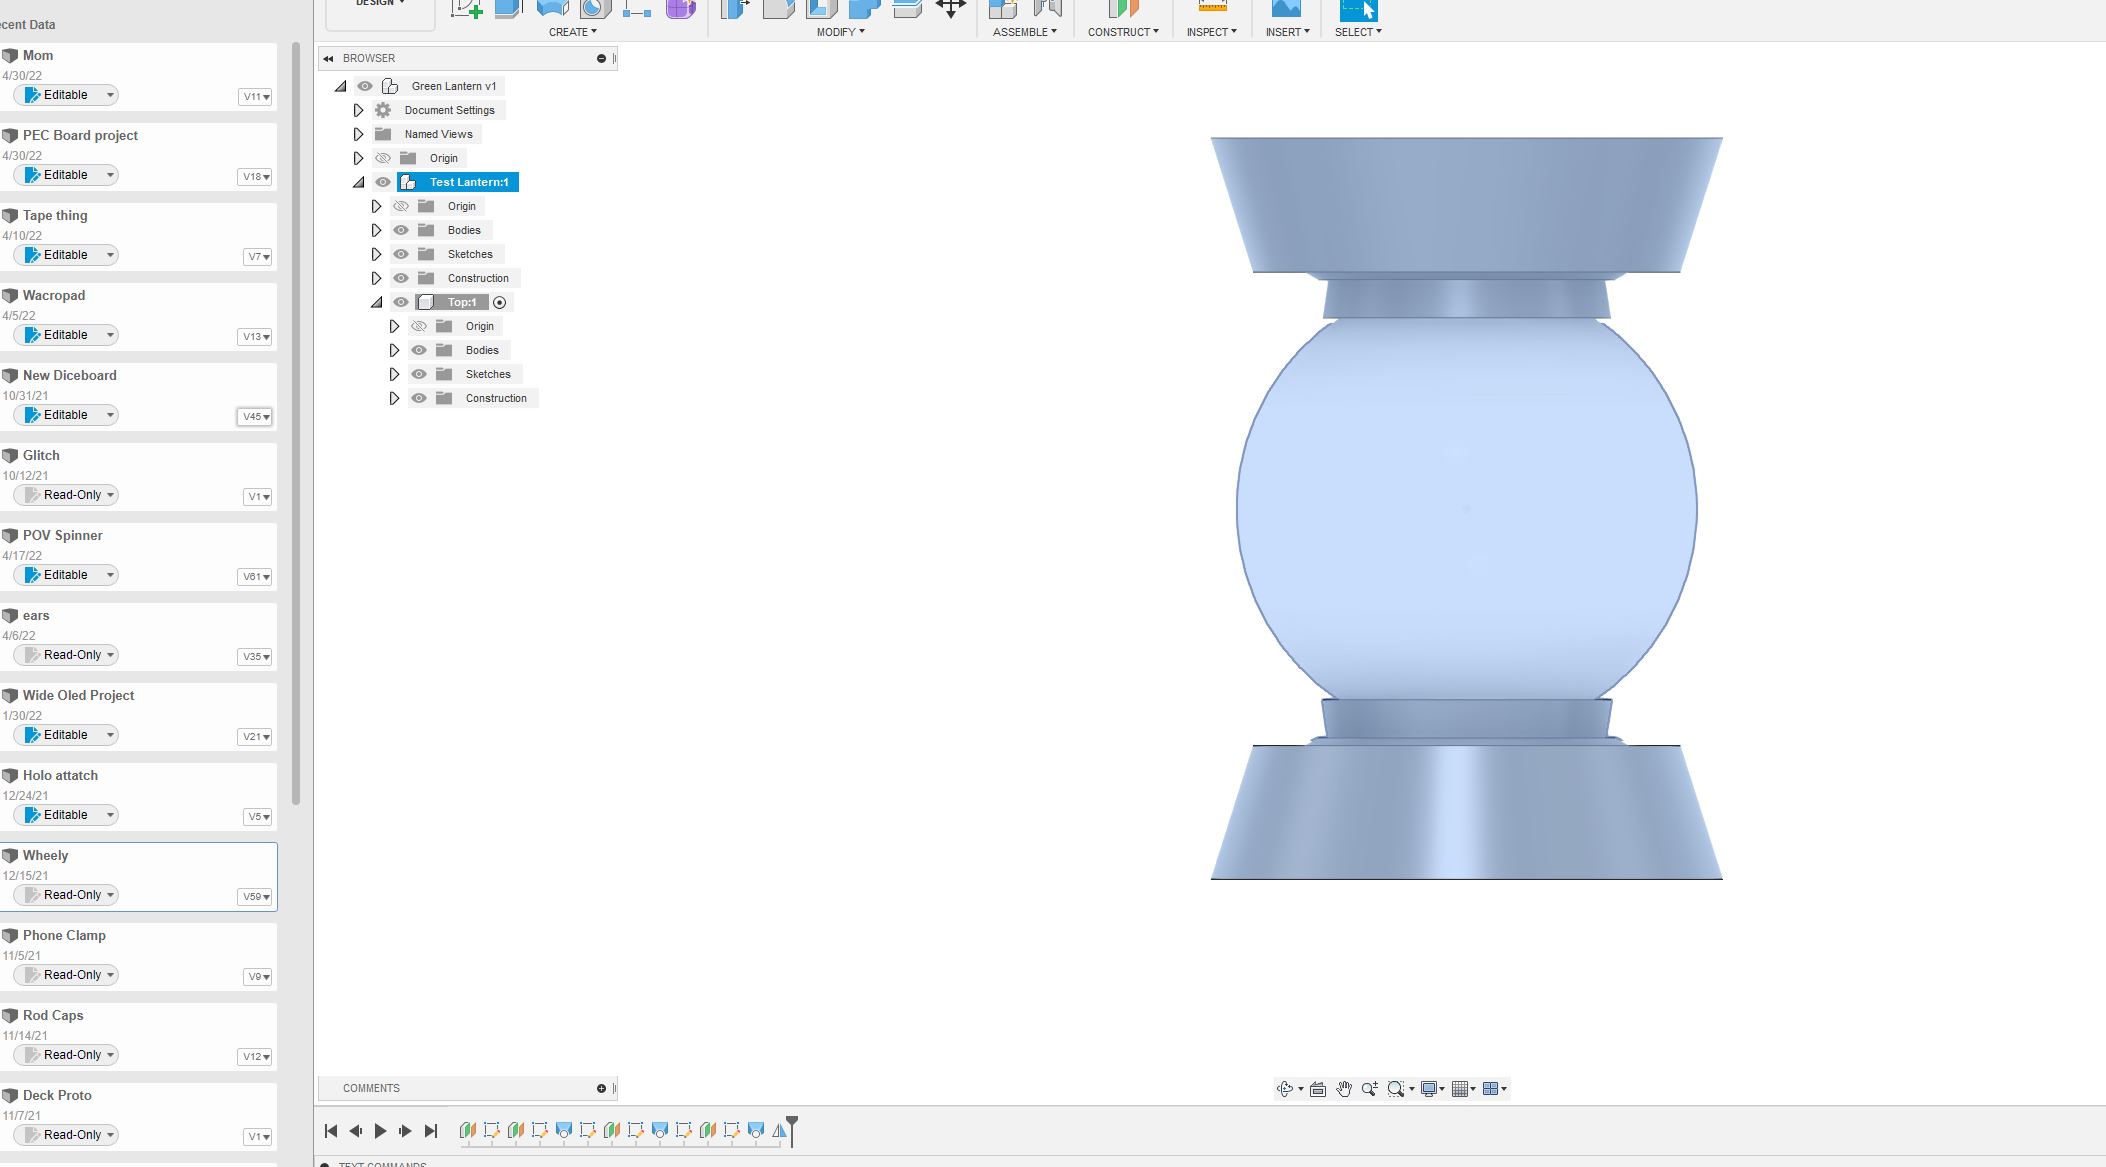 DESIGN
CREATE
MODIFY
ASSEMBLE
CONSTRUCT
INSPECT
INSERT
SELECT
cent Data
Mom
4/30/22
Editable
V11
PEC Board project
4/30/22
Editable
V18
Tape thing
4/10/22
Editable
V7
Wacropad
4/5/22
Editable
V13
New Diceboard
10/31/21
Editable
V45
Glitch
10/12/21
Read-Only
V1
POV Spinner
4/17/22
Editable
V61
ears
4/6/22
Read-Only
V35
Wide Oled Project
1/30/22
Editable
V21
Holo attatch
12/24/21
Editable
V5
Wheely
12/15/21
Read-Only
V59
Phone Clamp
11/5/21
Read-Only
V9
Rod Caps
11/14/21
Read-Only
V12
Deck Proto
11/7/21
Read-Only
V1
BROWSER
Green Lantern v1
Document Settings
Named Views
Origin
Test Lantern:1
Origin
Bodies
Sketches
Construction
Top:1
Origin
Bodies
Sketches
Construction
COMMENTS
TEXT COMMANDS